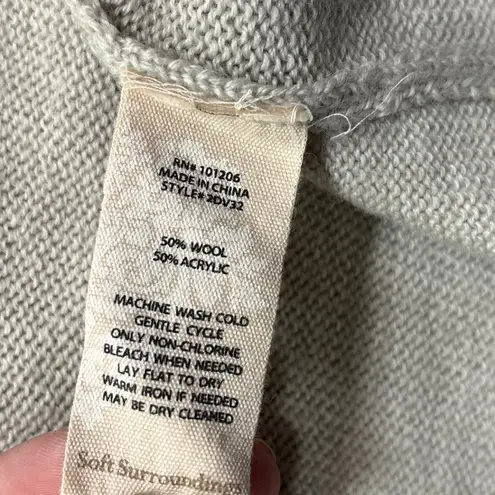 RN# 101206
MADE IN CHINA
STYLE# 2DV32
50% WOOL
50% ACRYLIC
MACHINE WASH COLD
GENTLE CYCLE
ONLY NON-CHLORINE
BLEACH WHEN NEEDED
LAY FLAT TO DRY
WARM IRON IF NEEDED
MAY BE DRY CLEANED
Soft Surroundings